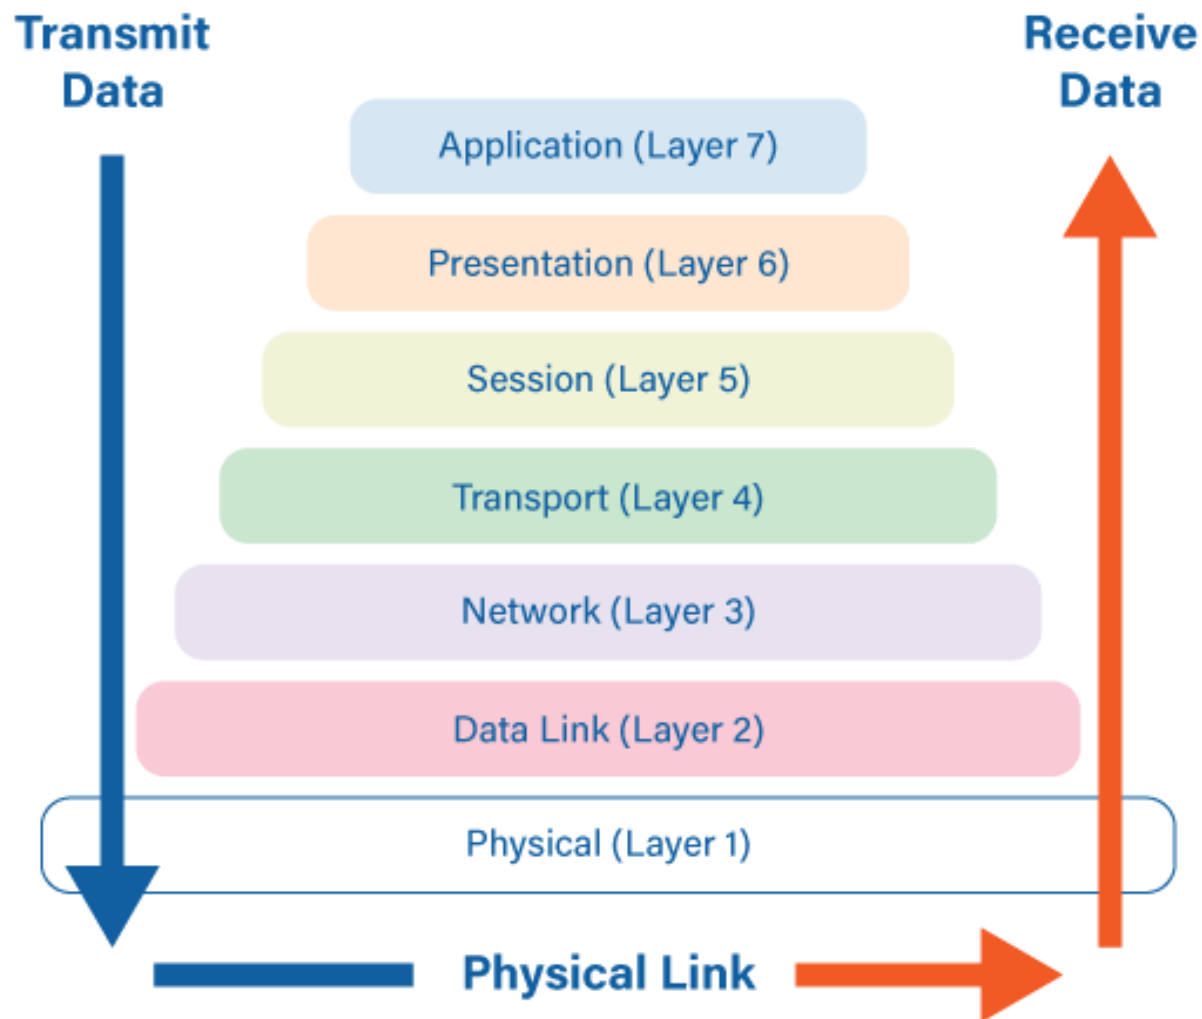 Transmit
Data
Receive
Data
Application (Layer 7)
Presentation (Layer 6)
Session (Layer 5)
Transport (Layer 4)
Network (Layer 3)
Data Link (Layer 2)
Physical (Layer 1)
Physical Link